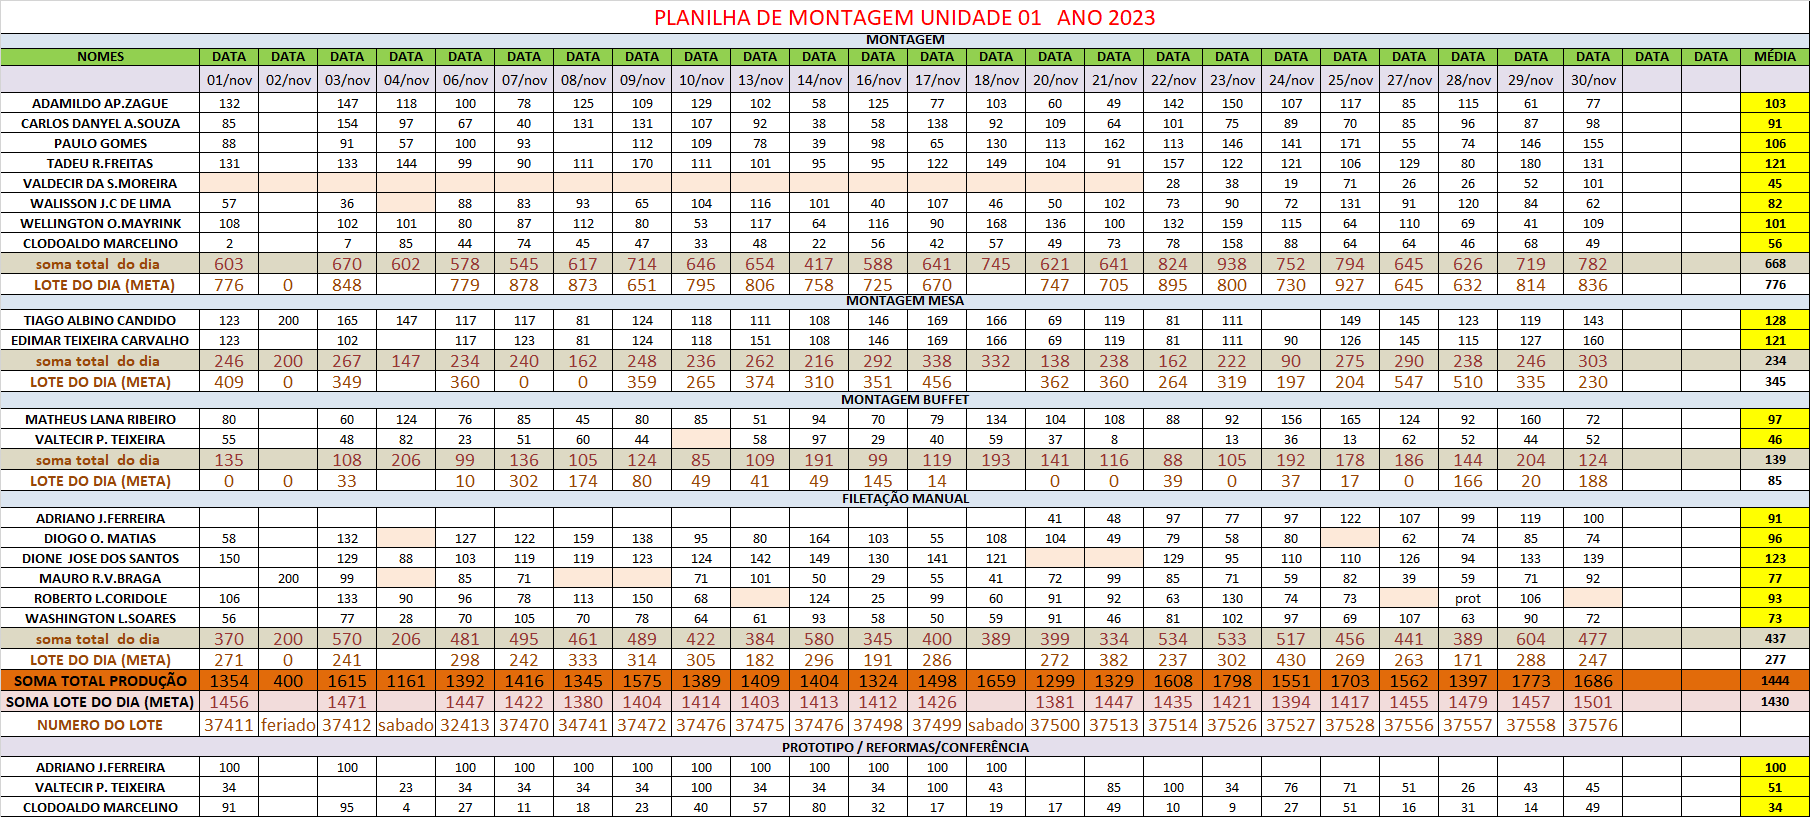 PLANILHA DE MONTAGEM UNIDADE 01 ANO 2023
MONTAGEM
NOMES DATA DATA DATA DATA DATA DATA DATA DATA DATA DATA DATA DATA DATA DATA DATA DATA DATA DATA DATA DATA DATA DATA DATA DATA DATA DATA MÉDIA
01/nov 02/nov 03/nov 04/nov 06/nov 07/nov 08/nov 09/nov 10/nov 13/nov 14/nov 16/nov 17/nov 18/nov 20/nov 21/nov 22/nov 23/nov 24/nov 25/nov 27/nov 28/nov 29/nov 30/nov
ADAMILDO AP.ZAGUE 132 147 118 100 78 125 109 129 102 58 125 77 103 60 49 142 150 107 117 85 115 61 77 103
CARLOS DANYEL A.SOUZA 85 154 97 67 40 131 131 107 92 38 58 138 92 109 64 101 75 89 70 85 96 87 98 91
PAULO GOMES 88 91 57 100 93 112 109 78 39 98 65 130 113 162 113 146 141 171 55 74 146 155 106
TADEU R.FREITAS 131 133 144 99 90 111 170 111 101 95 95 122 149 104 91 157 122 121 106 129 80 180 131 121
VALDECIR DA S.MOREIRA 28 38 19 71 26 26 52 101 45
WALISSON J.C DE LIMA 57 36 88 83 93 65 104 116 101 40 107 46 50 102 73 90 72 131 91 120 84 62 82
WELLINGTON O.MAYRINK 108 102 101 80 87 112 80 53 117 64 116 90 168 136 100 132 159 115 64 110 69 41 109 101
CLODOALDO MARCELINO 2 7 85 44 74 45 47 33 48 22 56 42 57 49 73 78 158 88 64 64 46 68 49 56
soma total do dia 603 670 602 578 545 617 714 646 654 417 588 641 745 621 641 824 938 752 794 645 626 719 782 668
LOTE DO DIA (META) 776 0 848 779 878 873 651 795 806 758 725 670 747 705 895 800 730 927 645 632 814 836 776
MONTAGEM MESA
TIAGO ALBINO CANDIDO 123 200 165 147 117 117 81 124 118 111 108 146 169 166 69 119 81 111 149 145 123 119 143 128
EDIMAR TEIXEIRA CARVALHO 123 102 117 123 81 124 118 151 108 146 169 166 69 119 81 111 90 126 145 115 127 160 121
soma total do dia 246 200 267 147 234 240 162 248 236 262 216 292 338 332 138 238 162 222 90 275 290 238 246 303 234
LOTE DO DIA (META) 409 0 349 360 0 0 359 265 374 310 351 456 362 360 264 319 197 204 547 510 335 230 345
MONTAGEM BUFFET
MATHEUS LANA RIBEIRO 80 60 124 76 85 45 80 85 51 94 70 79 134 104 108 88 92 156 165 124 92 160 72 97
VALTECIR P. TEIXEIRA 55 48 82 23 51 60 44 58 97 29 40 59 37 8 13 36 13 62 52 44 52 46
soma total do dia 135 108 206 99 136 105 124 85 109 191 99 119 193 141 116 88 105 192 178 186 144 204 124 139
LOTE DO DIA (META) 0 0 33 10 302 174 80 49 41 49 145 14 0 0 39 0 37 17 0 166 20 188 85
FILETAÇÃO MANUAL
ADRIANO J.FERREIRA 41 48 97 77 97 122 107 99 119 100 91
DIOGO O. MATIAS 58 132 127 122 159 138 95 80 164 103 55 108 104 49 79 58 80 62 74 85 74 96
DIONE JOSE DOS SANTOS 150 129 88 103 119 119 123 124 142 149 130 141 121 129 95 110 110 126 94 133 139 123
MAURO R.V.BRAGA 200 99 85 71 71 101 50 29 55 41 72 99 85 71 59 82 39 59 71 92 77
ROBERTO L.CORIDOLE 106 133 90 96 78 113 150 68 124 25 99 60 91 92 63 130 74 73 prot 106 93
WASHINGTON L.SOARES 56 77 28 70 105 70 78 64 61 93 58 50 59 91 46 81 102 97 69 107 63 90 72 73
soma total do dia 370 200 570 206 481 495 461 489 422 384 580 345 400 389 399 334 534 533 517 456 441 389 604 477 437
LOTE DO DIA (META) 271 0 241 298 242 333 314 305 182 296 191 286 272 382 237 302 430 269 263 171 288 247 277
SOMA TOTAL PRODUÇÃO 1354 400 1615 1161 1392 1416 1345 1575 1389 1409 1404 1324 1498 1659 1299 1329 1608 1798 1551 1703 1562 1397 1773 1686 1444
SOMA LOTE DO DIA (META) 1456 1471 1447 1422 1380 1404 1414 1403 1413 1412 1426 1381 1447 1435 1421 1394 1417 1455 1479 1457 1501 1430
NUMERO DO LOTE 37411 feriado 37412 sabado 32413 37470 34741 37472 37476 37475 37476 37498 37499 sabado 37500 37513 37514 37526 37527 37528 37556 37557 37558 37576
PROTOTIPO / REFORMAS/CONFERÊNCIA
ADRIANO J.FERREIRA 100 100 100 100 100 100 100 100 100 100 100 100 100
VALTECIR P. TEIXEIRA 34 23 34 34 34 34 100 34 34 34 100 43 85 100 34 76 71 51 26 43 45 51
CLODOALDO MARCELINO 91 95 4 27 11 18 23 40 57 80 32 17 19 17 49 10 9 27 51 16 31 14 49 34